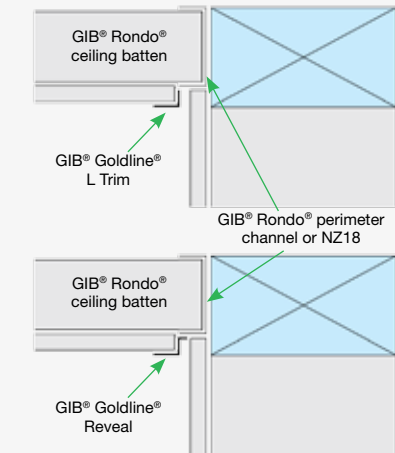 GIB® Rondo®
ceiling batten
GIB® Goldline®
L Trim
GIB® Rondo® perimeter
channel or NZ18
GIB® Rondo®
ceiling batten
GIB® Goldline®
Reveal